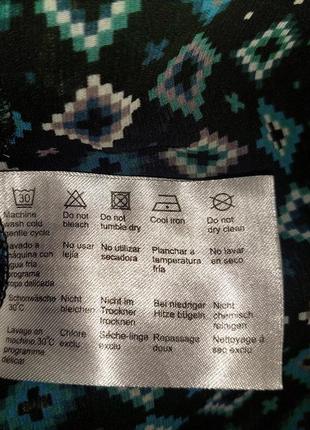 30
Machine Do not Do not Cool iron Do not
wash cold bleach tumble dry dry clean
gentle cycle
Lavado a No usar No utilizar Planchar a No lavar
máquina con lejía secadora temperatura en seco
agua fria fría
programa
ropa delicada
Schonwäsche Nicht Nicht im Bei niedriger Nicht
30°C bleichen Trockner Hitze bügeln chemisch
trocknen reinigen
Lavage en Chlore Séche-linge Repassage Nettoyage à
machine.30°C exclu exclu doux sec exclu
programme
délicat